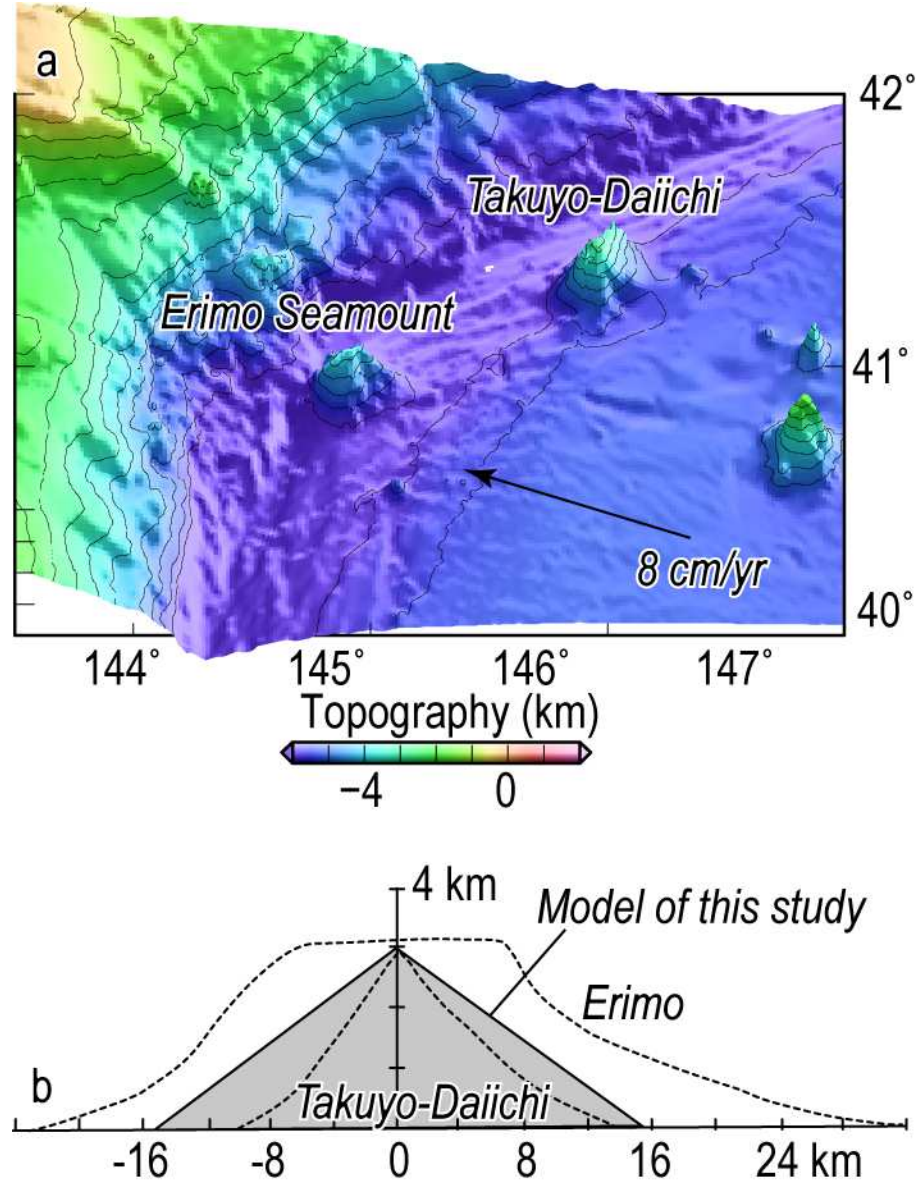 a
42°
Takuyo-Daiichi
Erimo Seamount
41°
8 cm/yr
40°
144° 145° 146° 147°
Topography (km)
−4 0
4 km
Model of this study
Erimo
b
Takuyo-Daiichi
-16 -8 0 8 16 24 km